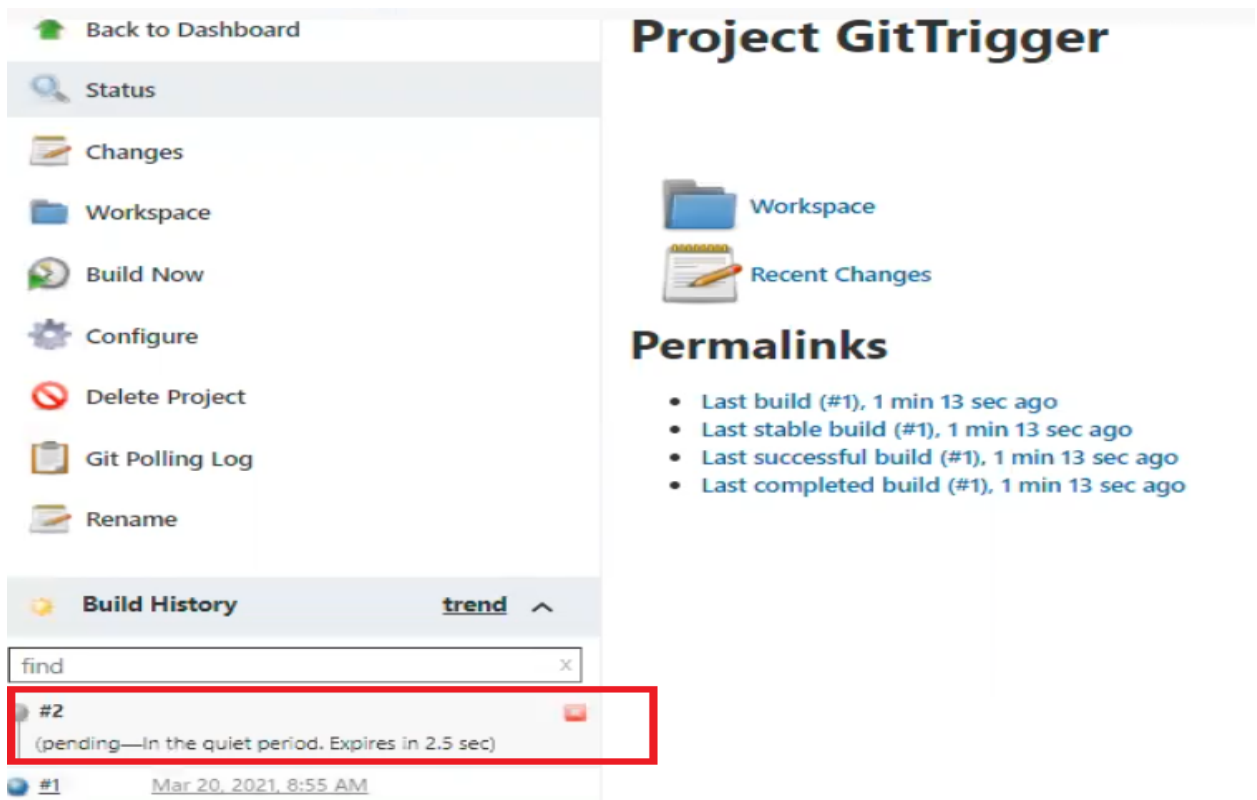 Back to Dashboard
Status
Changes
Workspace
Build Now
Configure
Delete Project
Git Polling Log
Rename
Build History trend
find x
#2
(pending—In the quiet period. Expires in 2.5 sec)
#1 Mar 20, 2021, 8:55 AM
Project GitTrigger
Workspace
Recent Changes
Permalinks
Last build (#1), 1 min 13 sec ago
Last stable build (#1), 1 min 13 sec ago
Last successful build (#1), 1 min 13 sec ago
Last completed build (#1), 1 min 13 sec ago